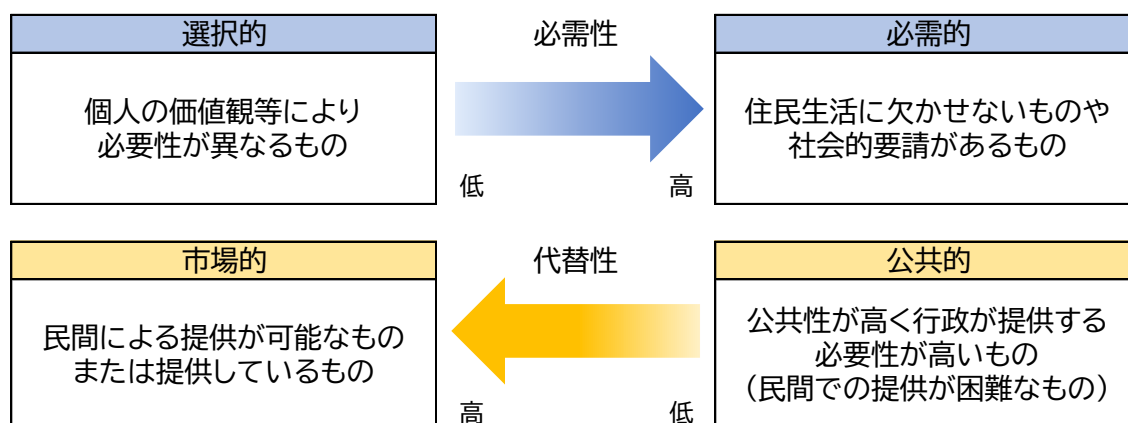 選択的
必需性
必需的
個人の価値観等により
必要性が異なるもの
住民生活に欠かせないものや
社会的要請があるもの
低
高
市場的
代替性
公共的
民間による提供が可能なもの
または提供しているもの
公共性が高く行政が提供する
必要性が高いもの
（民間での提供が困難なもの）
高
低